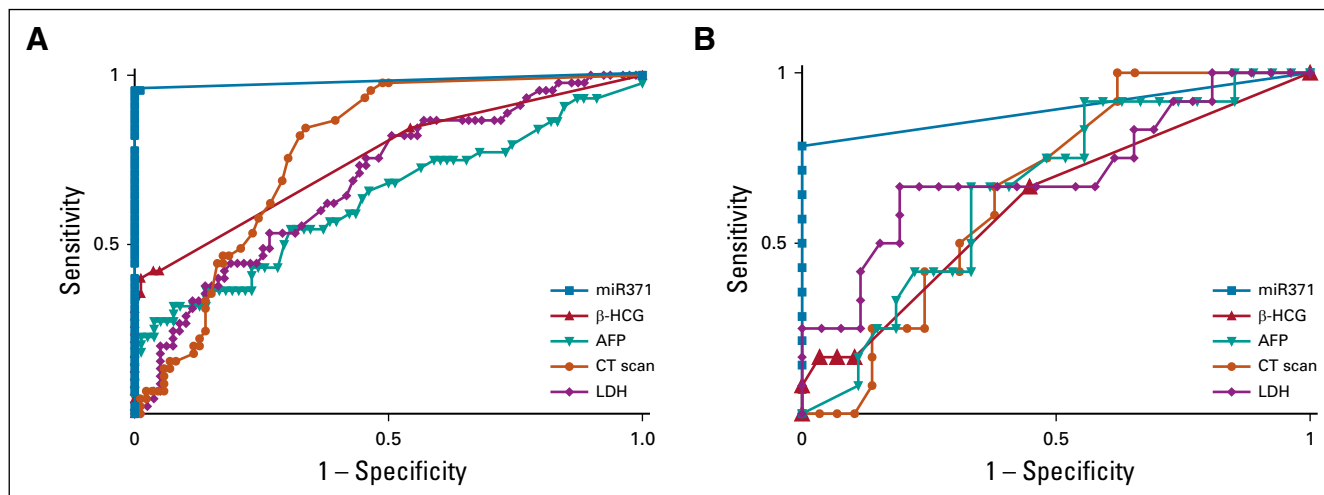 A
Sensitivity
1
0.5
0
0.5
1.0
1 – Specificity
miR371
β-HCG
AFP
CT scan
LDH
B
Sensitivity
1
0.5
0
0.5
1
1 – Specificity
miR371
β-HCG
AFP
CT scan
LDH